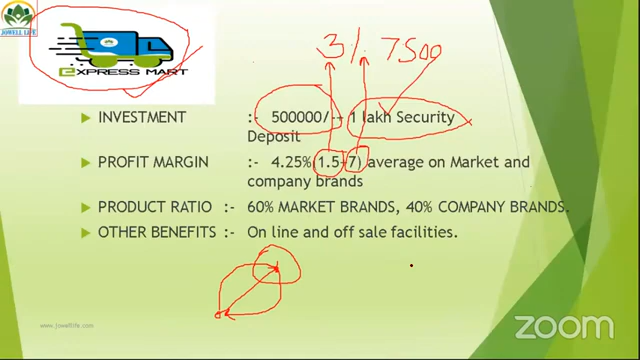 JOWELL LIFE
EXPRESS MART
3% 7500
INVESTMENT :- 500000/-+ 1 lakh Security
Deposit
PROFIT MARGIN :- 4.25%(1.5+7) average on Market and
company brands
PRODUCT RATIO :- 60% MARKET BRANDS, 40% COMPANY BRANDS.
OTHER BENEFITS :- On line and off sale facilities.
www.Jowellife.com
zoom